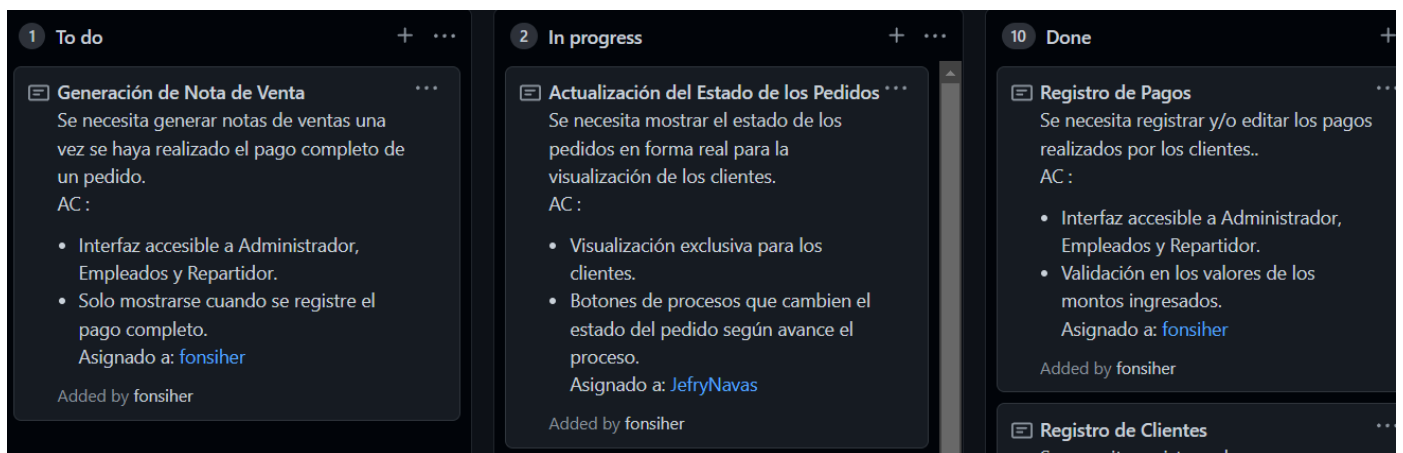 1 To do
Generación de Nota de Venta
Se necesita generar notas de ventas una
vez se haya realizado el pago completo de
un pedido.
AC :
• Interfaz accesible a Administrador,
Empleados y Repartidor.
• Solo mostrarse cuando se registre el
pago completo.
Asignado a: fonsiher
Added by fonsiher
2 In progress
Actualización del Estado de los Pedidos
Se necesita mostrar el estado de los
pedidos en forma real para la
visualización de los clientes.
AC :
• Visualización exclusiva para los
clientes.
• Botones de procesos que cambien el
estado del pedido según avance el
proceso.
Asignado a: JefryNavas
Added by fonsiher
10 Done
Registro de Pagos
Se necesita registrar y/o editar los pagos
realizados por los clientes..
AC :
• Interfaz accesible a Administrador,
Empleados y Repartidor.
• Validación en los valores de los
montos ingresados.
Asignado a: fonsiher
Added by fonsiher
Registro de Clientes